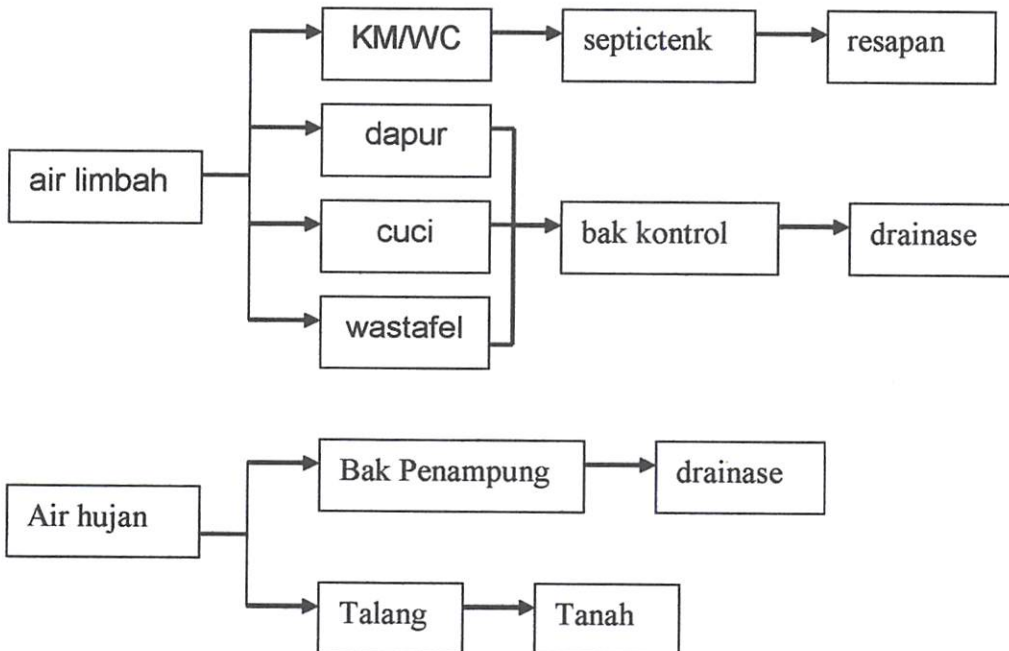 KM/WC
septictenk
resapan
dapur
air limbah
cuci
bak kontrol
drainase
wastafel
Bak Penampung
drainase
Air hujan
Talang
Tanah